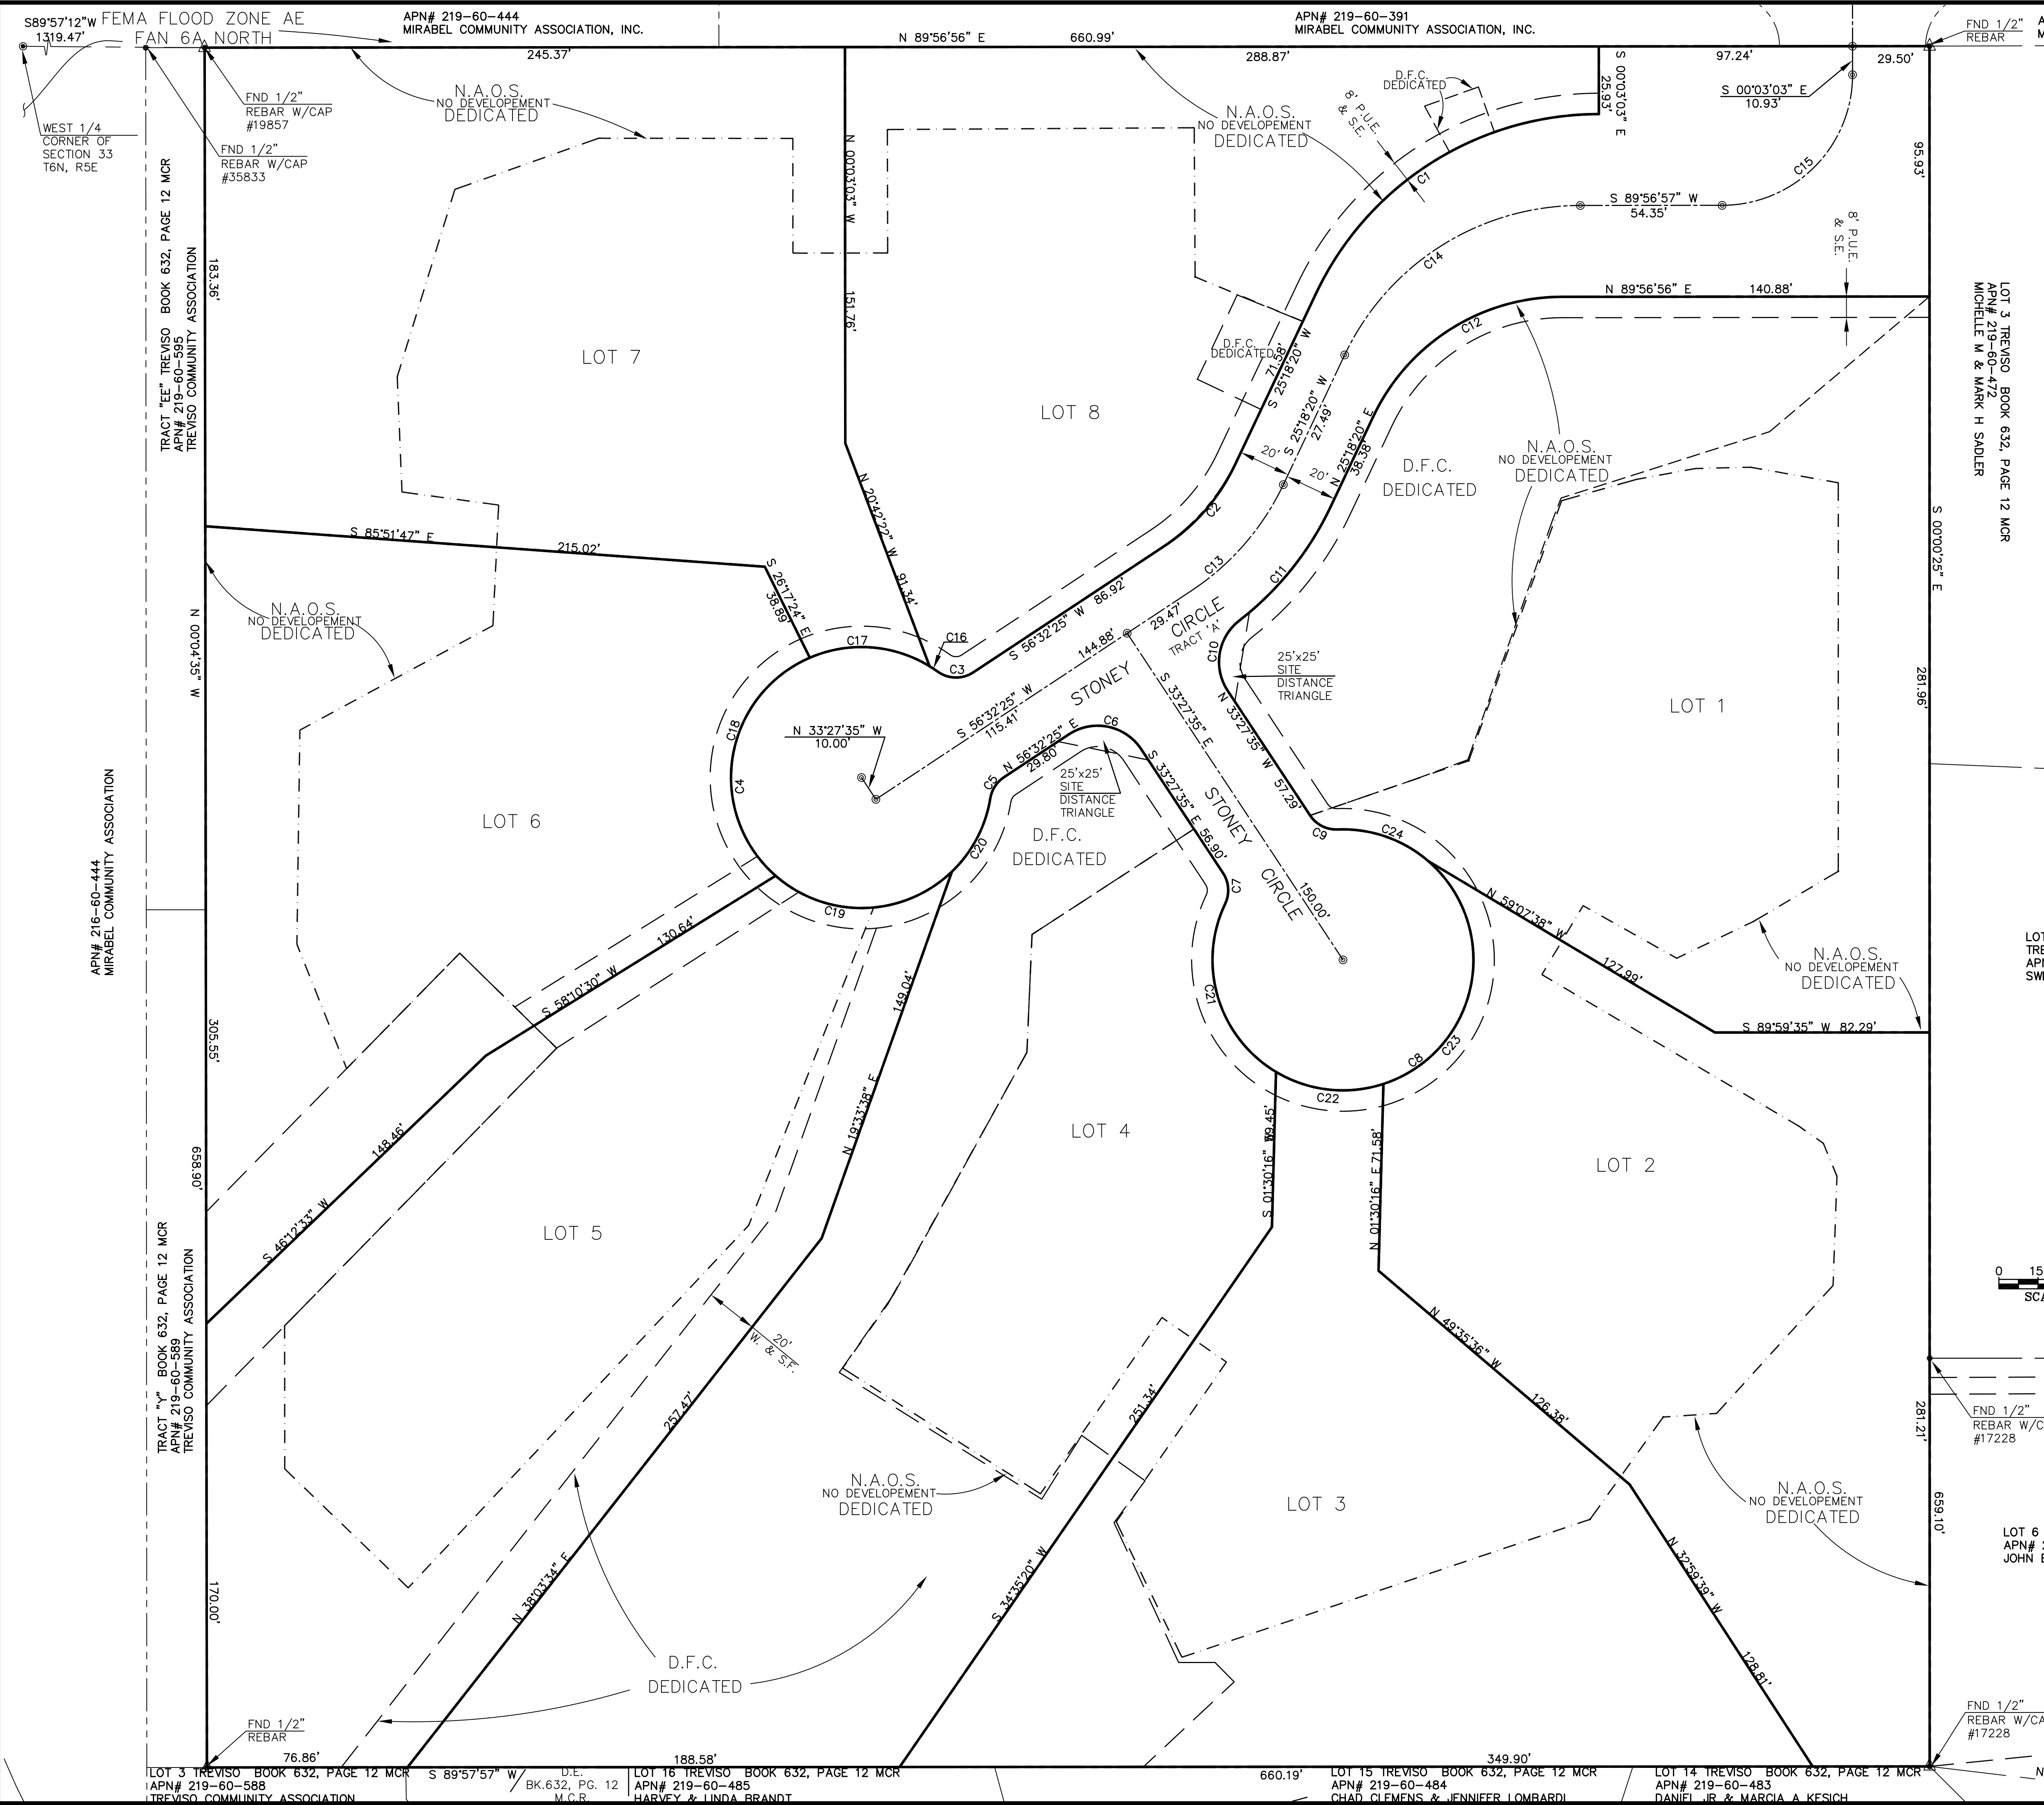 S89°57'12"W
1319.47'
FEMA FLOOD ZONE AE
FAN 6A NORTH
APN# 219-60-444
MIRABEL COMMUNITY ASSOCIATION, INC.
N 89°56'56" E
660.99'
APN# 219-60-391
MIRABEL COMMUNITY ASSOCIATION, INC.
FND 1/2"
REBAR
245.37'
288.87'
97.24'
29.50'
WEST 1/4
CORNER OF
SECTION 33
T6N, R5E
FND 1/2"
REBAR W/CAP
#19857
FND 1/2"
REBAR W/CAP
#35833
N.A.O.S.
NO DEVELOPEMENT
DEDICATED
N.A.O.S.
NO DEVELOPEMENT
DEDICATED
D.F.C.
DEDICATED
8' P.U.E.
& S.E.
S 00°03'03" E
25.93'
S 00°03'03" E
10.93'
95.93'
C1
C15
S 89°56'57" W
54.35'
C14
8' P.U.E.
& S.E.
TRACT "EE" TREVISO BOOK 632, PAGE 12 MCR
APN# 219-60-595
TREVISO COMMUNITY ASSOCIATION
183.36'
N 00°03'03" W
151.76'
LOT 7
LOT 8
D.F.C.
DEDICATED
71.58'
S 25°18'20" W
S 25°18'20" W
27.49'
N 25°18'20" E
38.38'
20'
20'
N 89°56'56" E
140.88'
C12
LOT 3 TREVISO BOOK 632, PAGE 12 MCR
APN# 219-60-472
MICHELLE M & MARK H SADLER
D.F.C.
DEDICATED
N.A.O.S.
NO DEVELOPEMENT
DEDICATED
S 00°00'25" E
N 20°42'22" W
91.34'
C2
C13
C11
S 85°51'47" E
215.02'
S 26°17'24" E
38.89'
N.A.O.S.
NO DEVELOPEMENT
DEDICATED
N 00°04'35" W
C17
C16
C3
S 56°32'25" W
86.92'
144.88'
29.47'
CIRCLE
TRACT 'A'
C10
25'x25'
SITE
DISTANCE
TRIANGLE
STONEY
S 56°32'25" W
115.41'
S 33°27'35" E
N 33°27'35" W
57.29'
LOT 1
281.96'
C18
C4
N 33°27'35" W
10.00'
C5
N 56°32'25" E
29.80'
C6
25'x25'
SITE
DISTANCE
TRIANGLE
S 33°27'35" E
56.90'
STONEY
CIRCLE
150.00'
C9
C24
LOT 6
D.F.C.
DEDICATED
C20
C19
C7
C21
N 59°07'38" W
127.99'
N.A.O.S.
NO DEVELOPEMENT
DEDICATED
S 89°59'35" W 82.29'
APN# 216-60-444
MIRABEL COMMUNITY ASSOCIATION
S 58°10'30" W
130.64'
305.55'
149.04'
N 19°33'38" E
C8
C23
C22
S 01°30'16" W
69.45'
N 01°30'16" E 71.58'
LOT 4
LOT 2
148.46'
S 46°12'33" W
658.90'
LOT 5
TRACT "Y" BOOK 632, PAGE 12 MCR
APN# 219-60-589
TREVISO COMMUNITY ASSOCIATION
20'
W. & S.F.
N 49°35'36" W
126.38'
0 15
FND 1/2"
REBAR W/C
#17228
281.21'
257.47'
251.34'
N.A.O.S.
NO DEVELOPEMENT
DEDICATED
LOT 3
N.A.O.S.
NO DEVELOPEMENT
DEDICATED
659.10'
LOT 6
JOHN
N 38°03'34" E
S 34°35'20" W
N 32°59'39" W
128.81'
170.00'
D.F.C.
DEDICATED
FND 1/2"
REBAR
FND 1/2"
REBAR W/CA
#17228
76.86'
188.58'
349.90'
S 89°57'57" W
660.19'
LOT 3 TREVISO BOOK 632, PAGE 12 MCR
APN# 219-60-588
TREVISO COMMUNITY ASSOCIATION
D.E.
BK.632, PG. 12
M.C.R.
LOT 16 TREVISO BOOK 632, PAGE 12 MCR
APN# 219-60-485
HARVEY & LINDA BRANDT
LOT 15 TREVISO BOOK 632, PAGE 12 MCR
APN# 219-60-484
CHAD CLEMENS & JENNIFER LOMBARDI
LOT 14 TREVISO BOOK 632, PAGE 12 MCR
APN# 219-60-483
DANIEL JR & MARCIA A KESICH